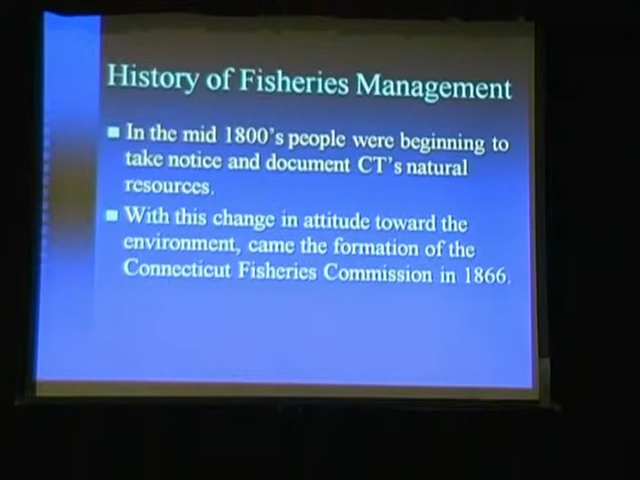 History of Fisheries Management
In the mid 1800's people were beginning to
take notice and document CT's natural
resources.
With this change in attitude toward the
environment, came the formation of the
Connecticut Fisheries Commission in 1866.